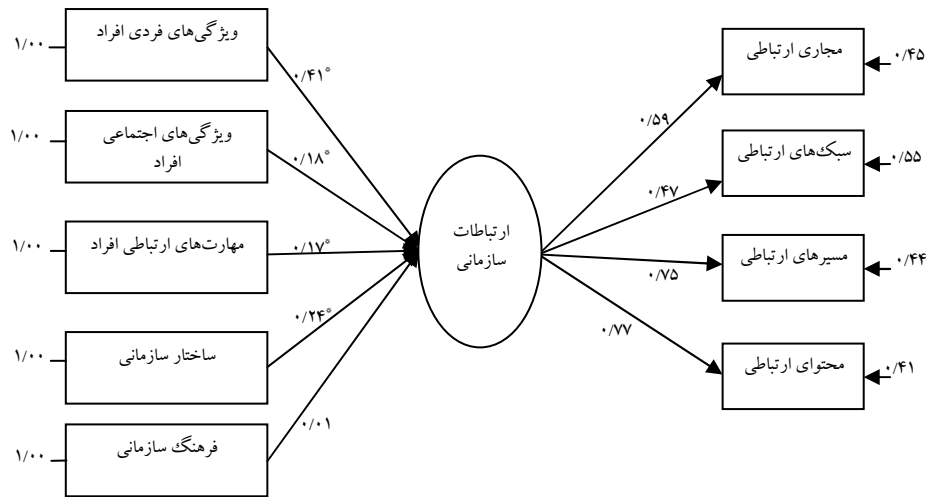 ویژگی‌های فردی افراد
۱/۰۰
ویژگی‌های اجتماعی
افراد
۱/۰۰
مهارت‌های ارتباطی افراد
۱/۰۰
ساختار سازمانی
۱/۰۰
فرهنگ سازمانی
۱/۰۰
۰/۴۱*
۰/۱۸*
۰/۱۷*
۰/۲۴*
۰/۰۱
ارتباطات
سازمانی
۰/۵۹
۰/۴۷
۰/۷۵
۰/۷۷
مجاری ارتباطی
۰/۴۵
سبک‌های ارتباطی
۰/۵۵
مسیرهای ارتباطی
۰/۴۴
محتوای ارتباطی
۰/۴۱